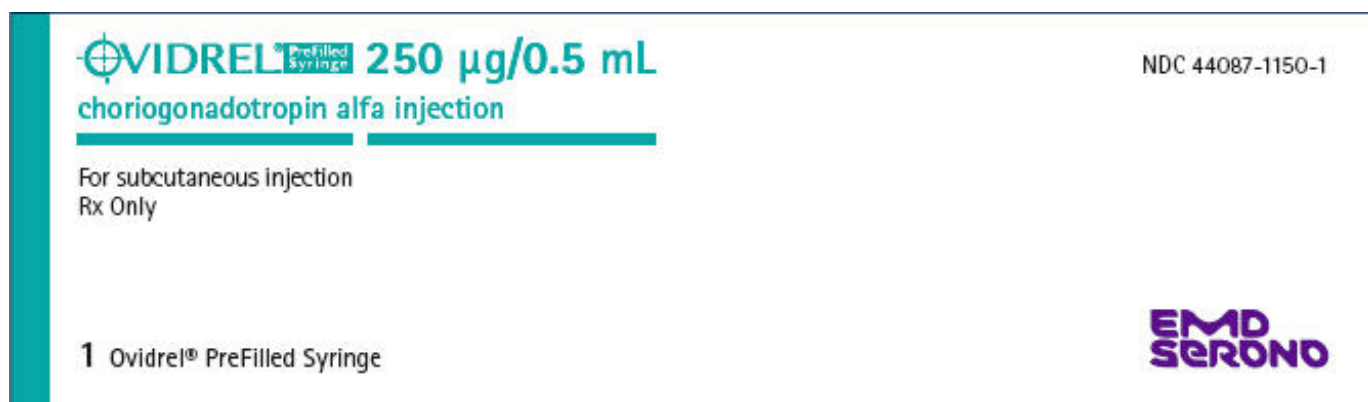 OVIDREL® PreFilled Syringe 250 µg/0.5 mL
NDC 44087-1150-1
choriogonadotropin alfa injection
For subcutaneous injection
Rx Only
1 Ovidrel® PreFilled Syringe
EMD
SERONO